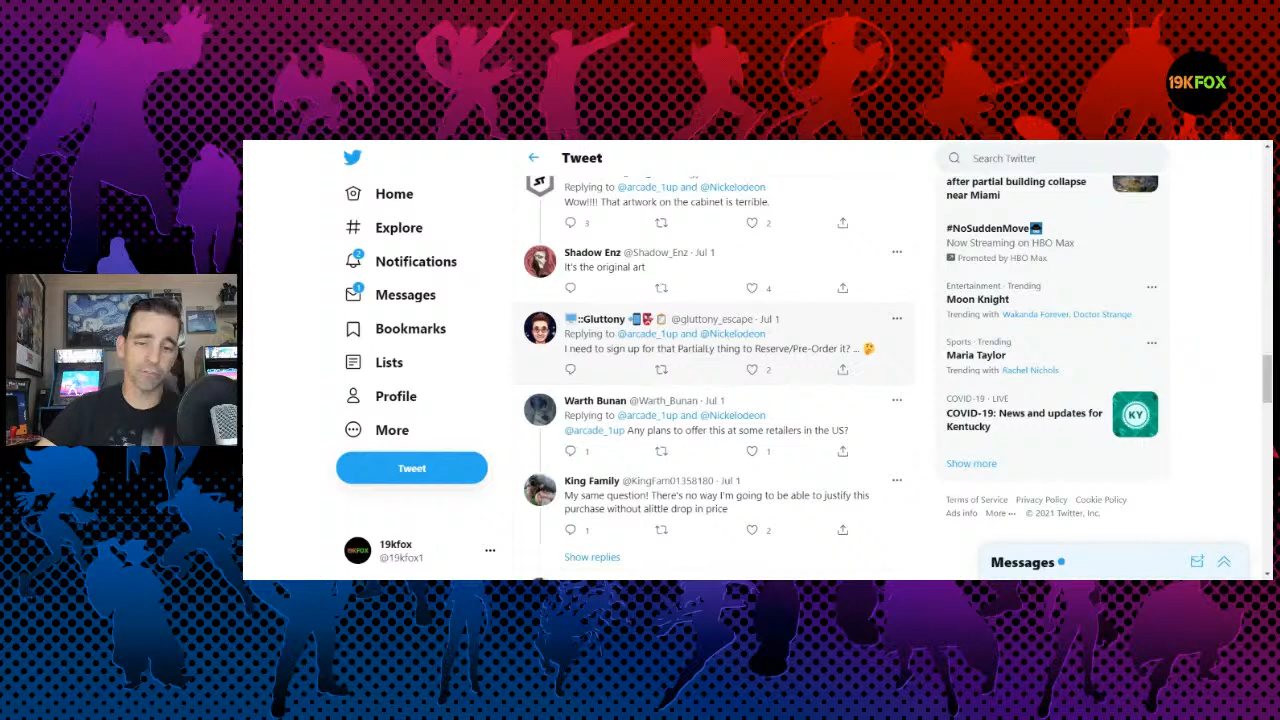 19KFOX
Tweet
Search Twitter
Home
Explore
2
Notifications
1
Messages
Bookmarks
Lists
Profile
More
Tweet
19kfox
@19kfox1
Replying to @arcade_1up and @Nickelodeon
Wow!!!! That artwork on the cabinet is terrible.
3 2
Shadow Enz @Shadow_Enz · Jul 1
It's the original art
4
::Gluttony @gluttony_escape · Jul 1
Replying to @arcade_1up and @Nickelodeon
I need to sign up for that PartialLy thing to Reserve/Pre-Order it? ... 🤔
2
Warth Bunan @Warth_Bunan · Jul 1
Replying to @arcade_1up and @Nickelodeon
@arcade_1up Any plans to offer this at some retailers in the US?
1 1
King Family @KingFam01358180 · Jul 1
My same question! There's no way I'm going to be able to justify this
purchase without alittle drop in price
1 2
Show replies
after partial building collapse
near Miami
#NoSuddenMove
Now Streaming on HBO Max
Promoted by HBO Max
Entertainment · Trending
Moon Knight
Trending with Wakanda Forever, Doctor Strange
Sports · Trending
Maria Taylor
Trending with Rachel Nichols
COVID-19 · LIVE
COVID-19: News and updates for
Kentucky
KY
Show more
Terms of Service Privacy Policy Cookie Policy
Ads info More ··· © 2021 Twitter, Inc.
Messages